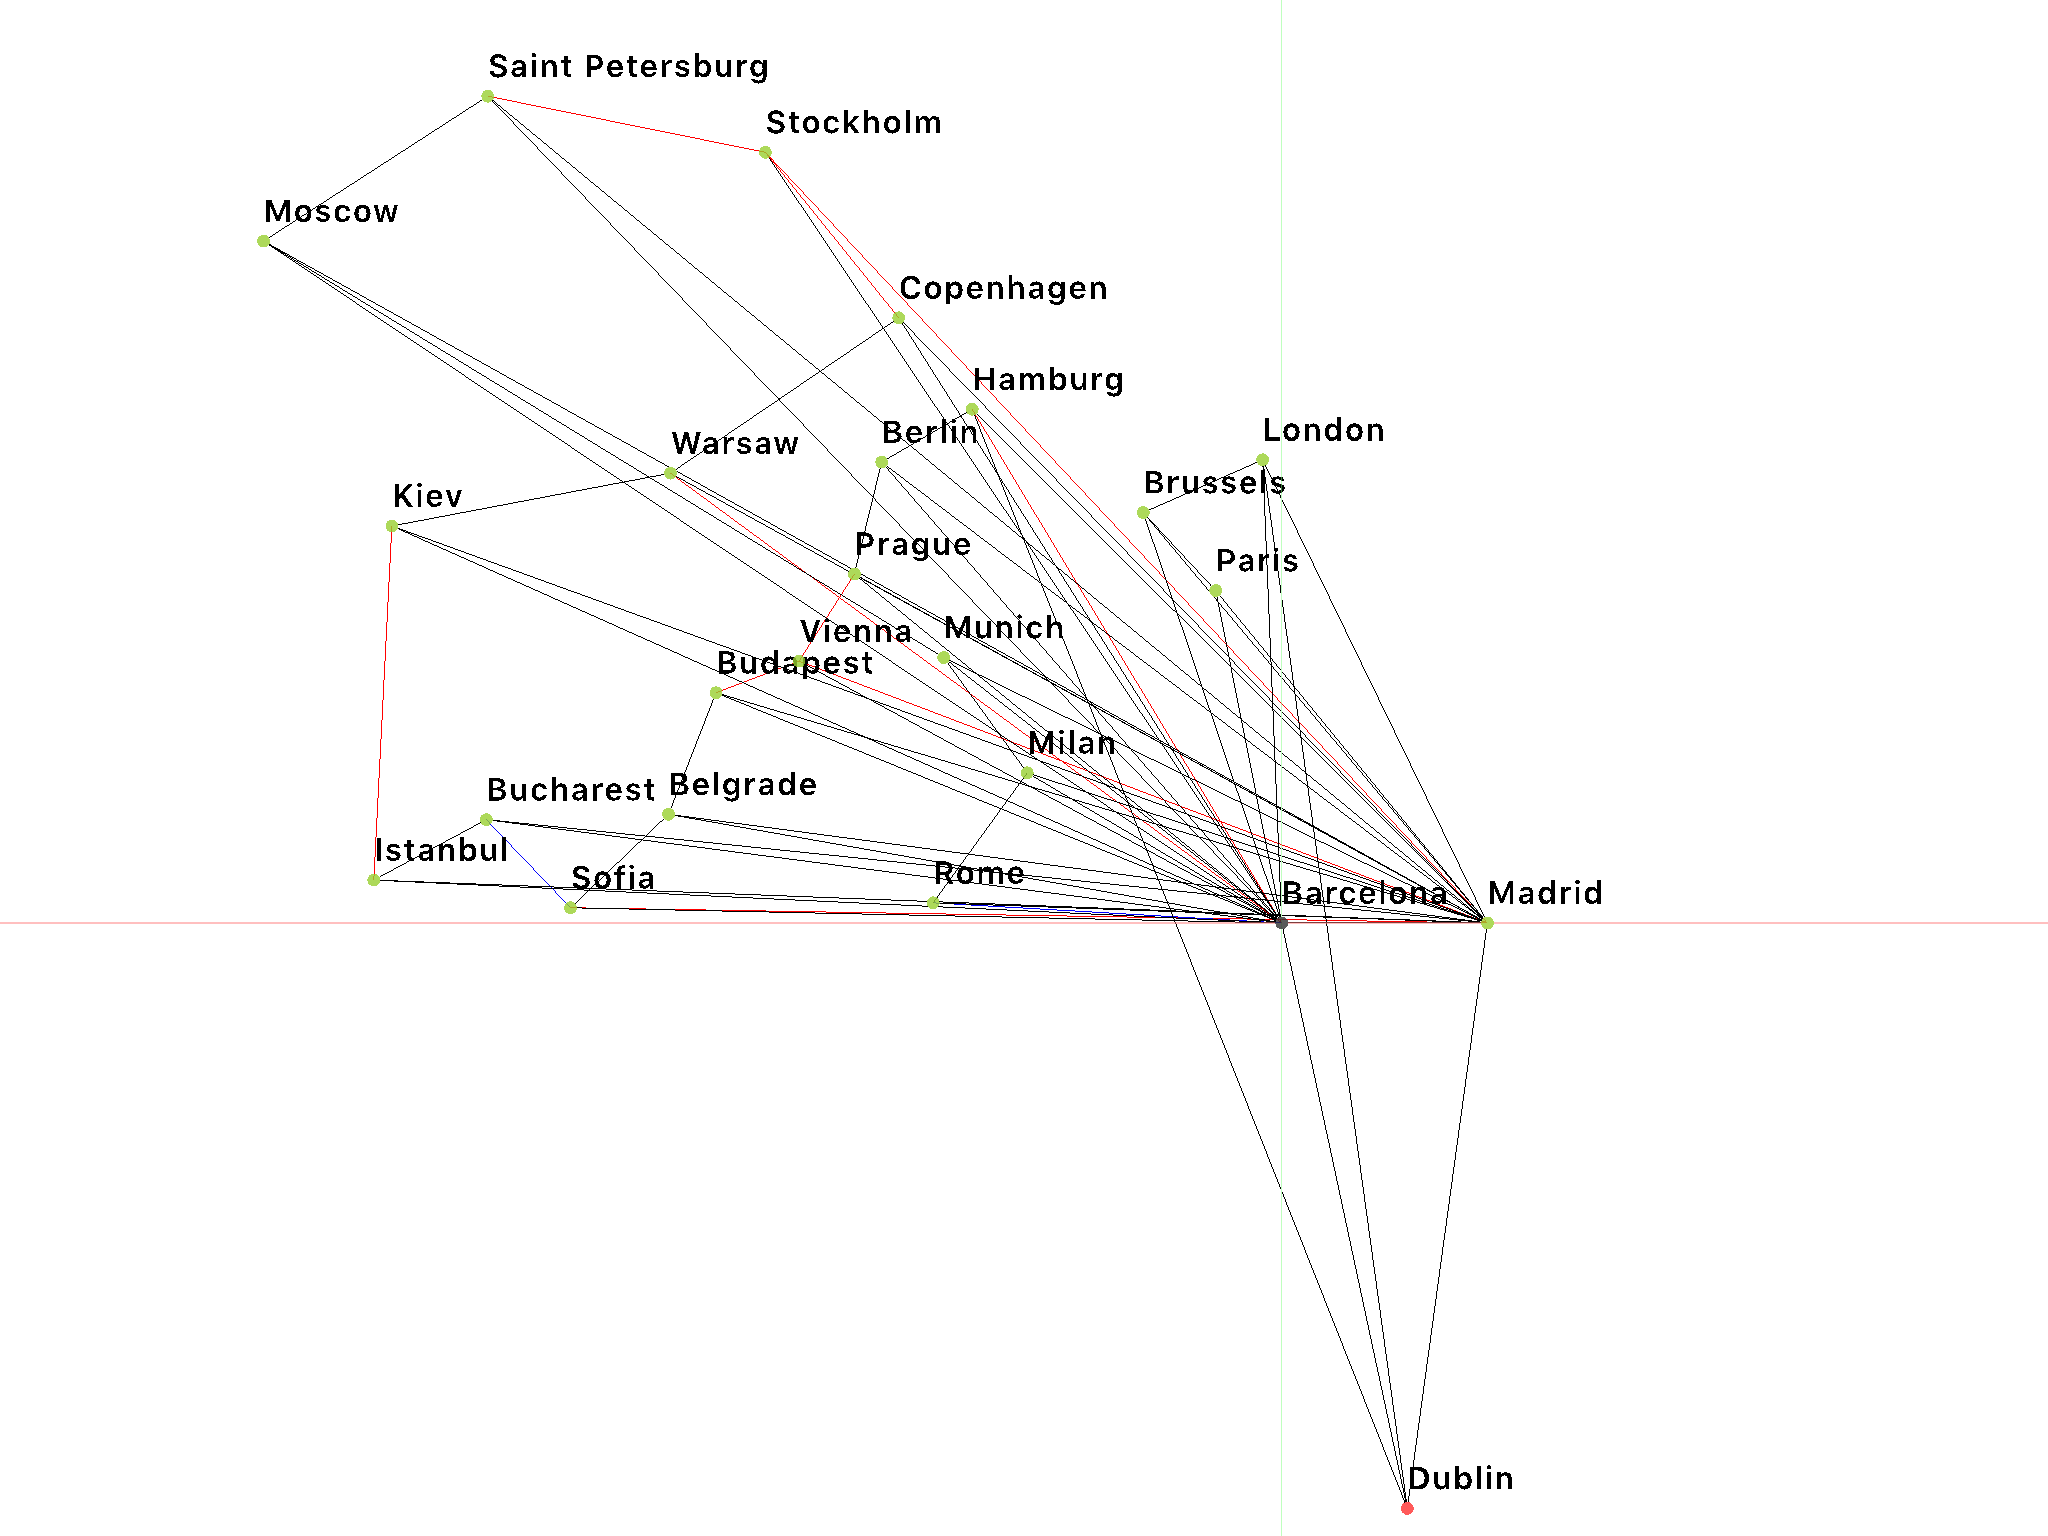 Saint Petersburg
Stockholm
Moscow
Copenhagen
Hamburg
London
Berlin
Warsaw
Brussels
Kiev
Prague
Paris
Munich
Vienna
Budapest
Milan
Belgrade
Bucharest
Istanbul
Rome
Sofia
Barcelona
Madrid
Dublin